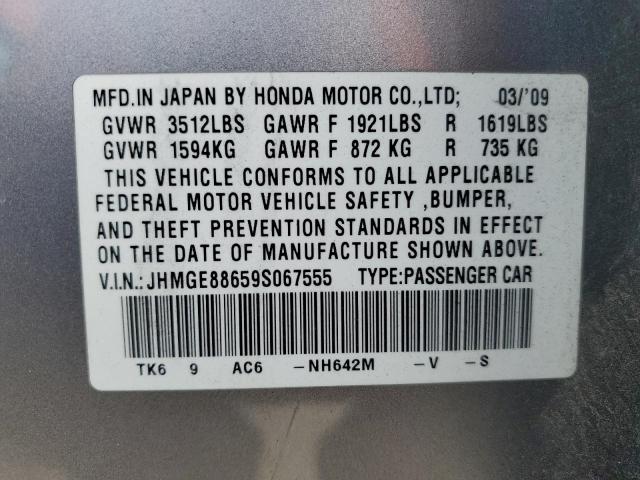 MFD.IN JAPAN BY HONDA MOTOR CO.,LTD; 03/'09
GVWR 3512LBS GAWR F 1921LBS R 1619LBS
GVWR 1594KG GAWR F 872 KG R 735 KG
THIS VEHICLE CONFORMS TO ALL APPLICABLE
FEDERAL MOTOR VEHICLE SAFETY ,BUMPER,
AND THEFT PREVENTION STANDARDS IN EFFECT
ON THE DATE OF MANUFACTURE SHOWN ABOVE.
V.I.N.:JHMGE88659S067555 TYPE:PASSENGER CAR
TK6 9 AC6 –NH642M –V –S